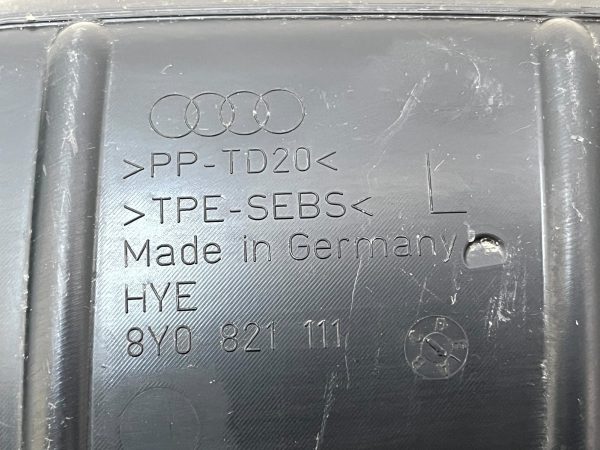 >PP-TD20<
>TPE-SEBS<
L
Made in Germany
HYE
8Y0 821 111